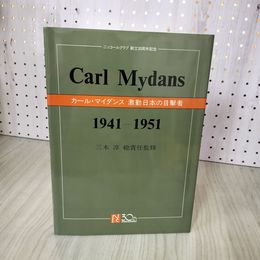 ニッコールクラブ 創立30周年記念
Carl Mydans
カール・マイダンス 激動日本の目撃者
1941–1951
三木 淳 総責任監修
30th